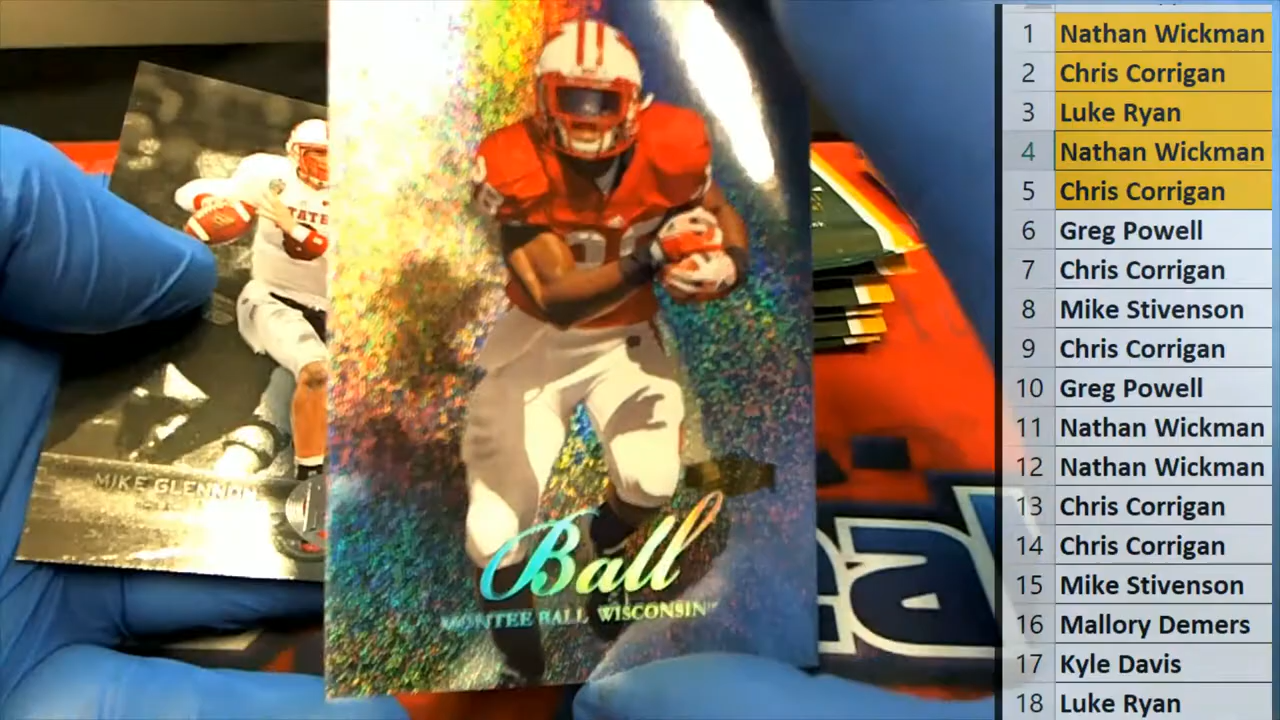 TATE
MIKE GLENNON
Ball
MONTEE BALL WISCONSIN
ea
1 Nathan Wickman
2 Chris Corrigan
3 Luke Ryan
4 Nathan Wickman
5 Chris Corrigan
6 Greg Powell
7 Chris Corrigan
8 Mike Stivenson
9 Chris Corrigan
10 Greg Powell
11 Nathan Wickman
12 Nathan Wickman
13 Chris Corrigan
14 Chris Corrigan
15 Mike Stivenson
16 Mallory Demers
17 Kyle Davis
18 Luke Ryan